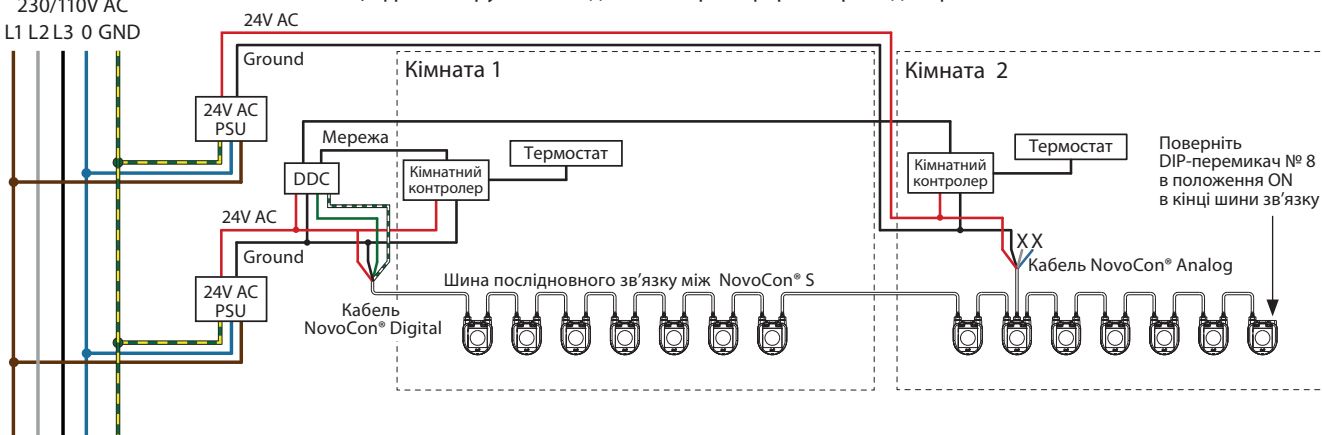 230/110V AC
L1 L2 L3 0 GND
24V AC
Ground
24V AC
PSU
Кімната 1
Кімната 2
Мережа
DDC
Кімнатний
контролер
Термостат
Кімнатний
контролер
Термостат
Поверніть
DIP-перемикач № 8
в положення ON
в кінці шини зв’язку
24V AC
Ground
24V AC
PSU
X X
Кабель NovoCon® Analog
Шина послідновного зв’язку між NovoCon® S
Кабель
NovoCon® Digital